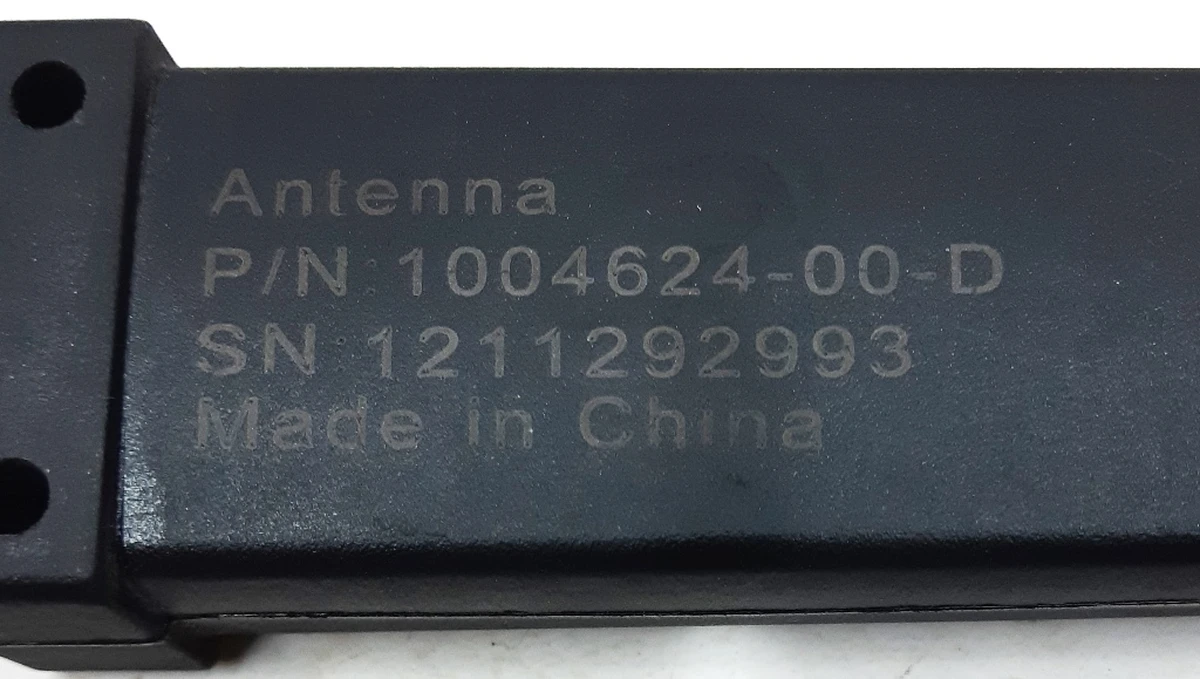 Antenna
P/N:1004624-00-D
SN:1211292993
Made in China